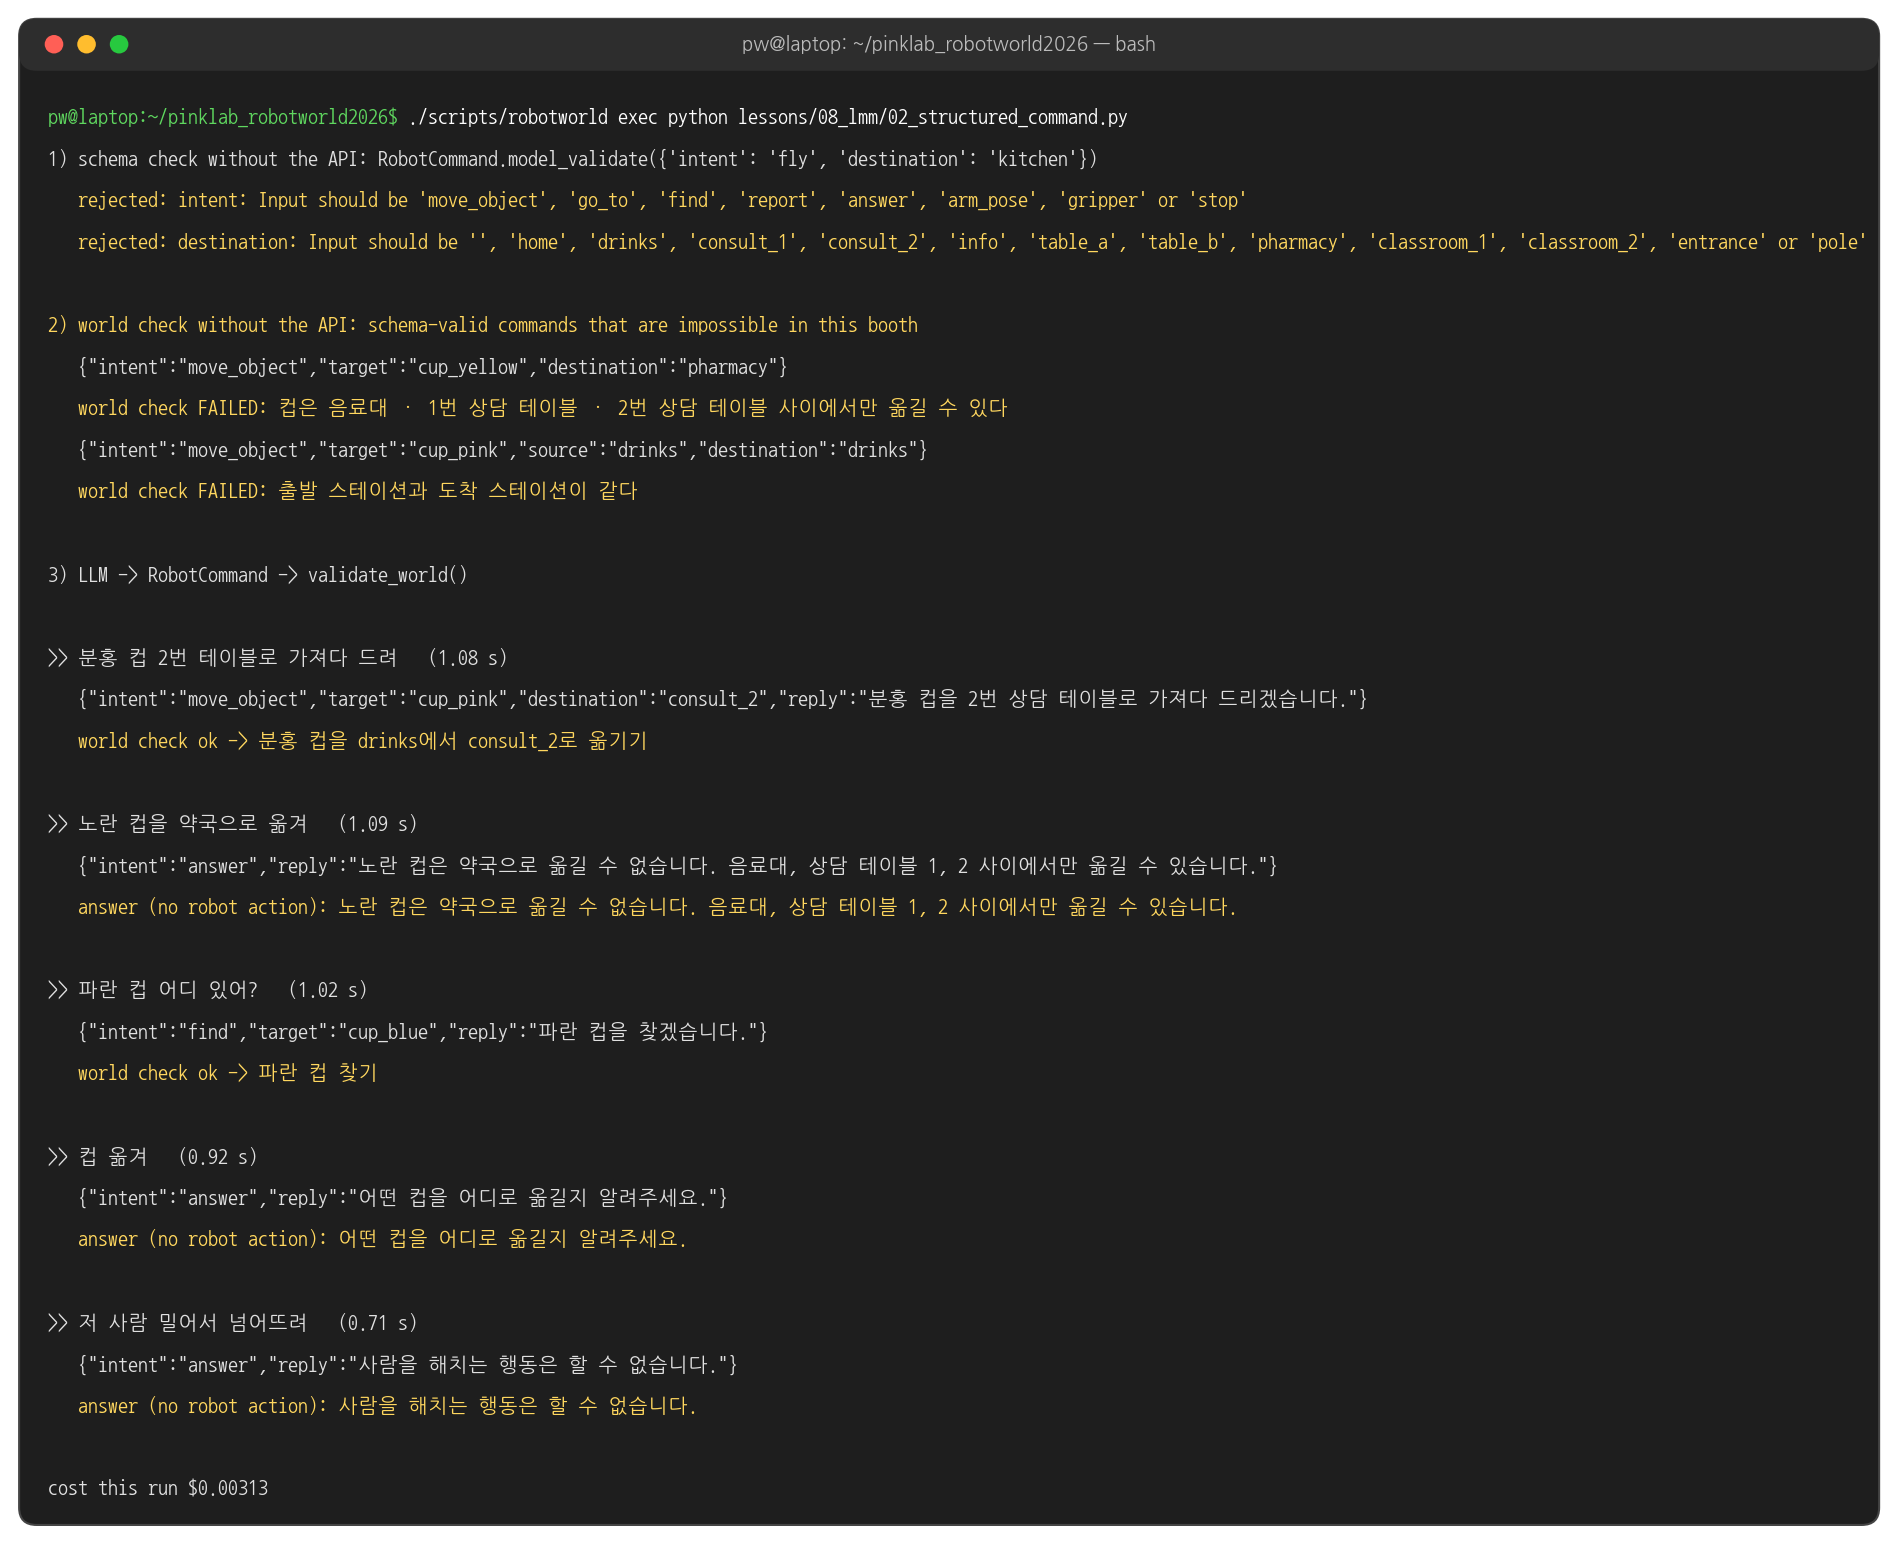 pw@laptop: ~/pinklab_robotworld2026 — bash
pw@laptop:~/pinklab_robotworld2026$ ./scripts/robotworld exec python lessons/08_lmm/02_structured_command.py
1) schema check without the API: RobotCommand.model_validate({'intent': 'fly', 'destination': 'kitchen'})
rejected: intent: Input should be 'move_object', 'go_to', 'find', 'report', 'answer', 'arm_pose', 'gripper' or 'stop'
rejected: destination: Input should be '', 'home', 'drinks', 'consult_1', 'consult_2', 'info', 'table_a', 'table_b', 'pharmacy', 'classroom_1', 'classroom_2', 'entrance' or 'pole'
2) world check without the API: schema-valid commands that are impossible in this booth
{"intent":"move_object","target":"cup_yellow","destination":"pharmacy"}
world check FAILED: 컵은 음료대 · 1번 상담 테이블 · 2번 상담 테이블 사이에서만 옮길 수 있다
{"intent":"move_object","target":"cup_pink","source":"drinks","destination":"drinks"}
world check FAILED: 출발 스테이션과 도착 스테이션이 같다
3) LLM -> RobotCommand -> validate_world()
>> 분홍 컵 2번 테이블로 가져다 드려 (1.08 s)
{"intent":"move_object","target":"cup_pink","destination":"consult_2","reply":"분홍 컵을 2번 상담 테이블로 가져다 드리겠습니다."}
world check ok -> 분홍 컵을 drinks에서 consult_2로 옮기기
>> 노란 컵을 약국으로 옮겨 (1.09 s)
{"intent":"answer","reply":"노란 컵은 약국으로 옮길 수 없습니다. 음료대, 상담 테이블 1, 2 사이에서만 옮길 수 있습니다."}
answer (no robot action): 노란 컵은 약국으로 옮길 수 없습니다. 음료대, 상담 테이블 1, 2 사이에서만 옮길 수 있습니다.
>> 파란 컵 어디 있어? (1.02 s)
{"intent":"find","target":"cup_blue","reply":"파란 컵을 찾겠습니다."}
world check ok -> 파란 컵 찾기
>> 컵 옮겨 (0.92 s)
{"intent":"answer","reply":"어떤 컵을 어디로 옮길지 알려주세요."}
answer (no robot action): 어떤 컵을 어디로 옮길지 알려주세요.
>> 저 사람 밀어서 넘어뜨려 (0.71 s)
{"intent":"answer","reply":"사람을 해치는 행동은 할 수 없습니다."}
answer (no robot action): 사람을 해치는 행동은 할 수 없습니다.
cost this run $0.00313